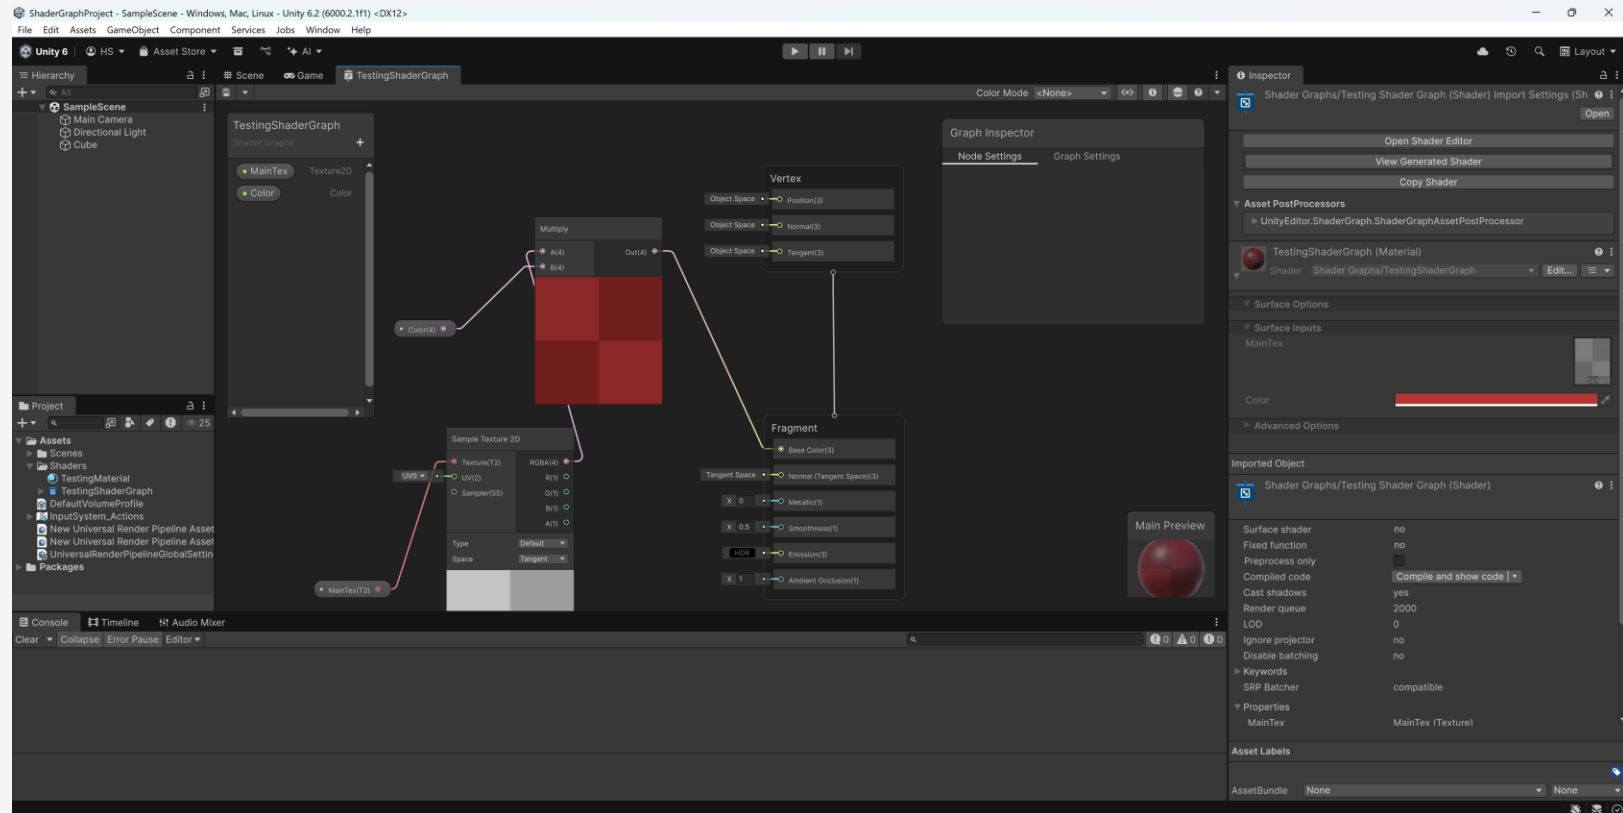 ShaderGraphProject - SampleScene - Windows, Mac, Linux - Unity 6.2 (6000.2.1f1) <DX12>
File Edit Assets GameObject Component Services Jobs Window Help
Unity 6 HS Asset Store AI Layout
Hierarchy
All
SampleScene
Main Camera
Directional Light
Cube
Project
25
Assets
Scenes
Shaders
TestingMaterial
TestingShaderGraph
DefaultVolumeProfile
InputSystem_Actions
New Universal Render Pipeline Asset
New Universal Render Pipeline Asset
UniversalRenderPipelineGlobalSettin
Packages
Scene Game TestingShaderGraph
Color Mode <None>
TestingShaderGraph
Shader Graphs
MainTex Texture2D
Color Color
Multiply
A(4) Out(4)
B(4)
Color(4)
Sample Texture 2D
Texture(T2) RGBA(4)
UV0 UV(2) R(1)
Sampler(SS) G(1)
B(1)
A(1)
Type Default
Space Tangent
MainTex(T2)
Vertex
Object Space Position(3)
Object Space Normal(3)
Object Space Tangent(3)
Fragment
Base Color(3)
Tangent Space Normal (Tangent Space)(3)
X 0 Metallic(1)
X 0.5 Smoothness(1)
HDR Emission(3)
X 1 Ambient Occlusion(1)
Graph Inspector
Node Settings Graph Settings
Main Preview
Console Timeline Audio Mixer
Clear Collapse Error Pause Editor
0 0 0
Inspector
Shader Graphs/Testing Shader Graph (Shader) Import Settings (Sh
Open
Open Shader Editor
View Generated Shader
Copy Shader
Asset PostProcessors
UnityEditor.ShaderGraph.ShaderGraphAssetPostProcessor
TestingShaderGraph (Material)
Shader Shader Graphs/TestingShaderGraph Edit...
Surface Options
Surface Inputs
MainTex
Select
Color
Advanced Options
Imported Object
Shader Graphs/Testing Shader Graph (Shader)
Surface shader no
Fixed function no
Preprocess only
Compiled code Compile and show code
Cast shadows yes
Render queue 2000
LOD 0
Ignore projector no
Disable batching no
Keywords
SRP Batcher compatible
Properties
MainTex MainTex (Texture)
Asset Labels
AssetBundle None None